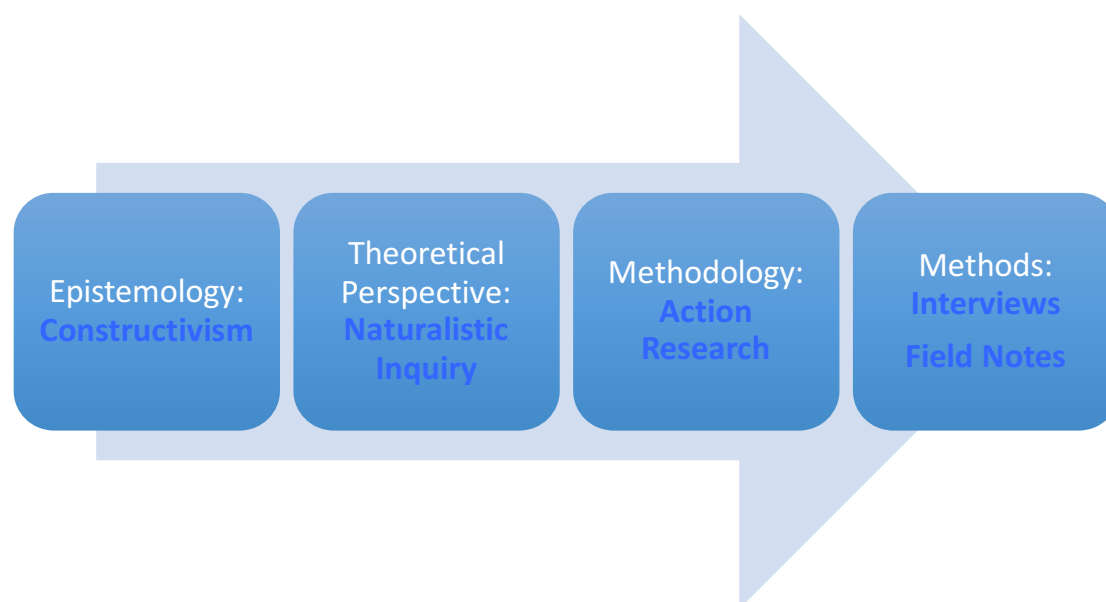 Epistemology:
Constructivism
Theoretical
Perspective:
Naturalistic
Inquiry
Methodology:
Action
Research
Methods:
Interviews
Field Notes